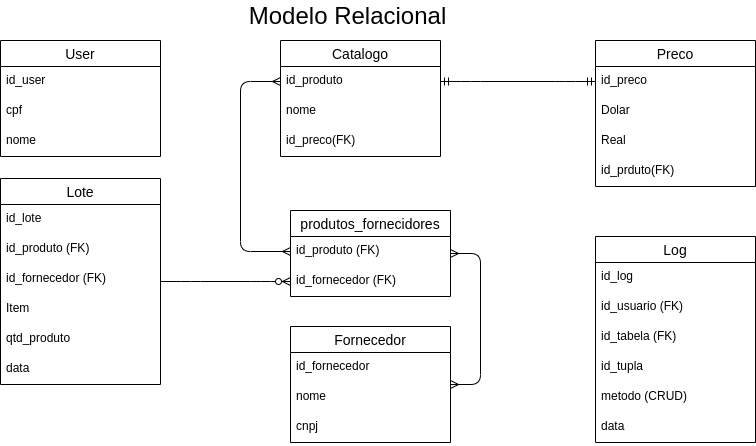 Modelo Relacional
User
id_user
cpf
nome
Catalogo
id_produto
nome
id_preco(FK)
Preco
id_preco
Dolar
Real
id_prduto(FK)
Lote
id_lote
id_produto (FK)
id_fornecedor (FK)
Item
qtd_produto
data
produtos_fornecidores
id_produto (FK)
id_fornecedor (FK)
Fornecedor
id_fornecedor
nome
cnpj
Log
id_log
id_usuario (FK)
id_tabela (FK)
id_tupla
metodo (CRUD)
data